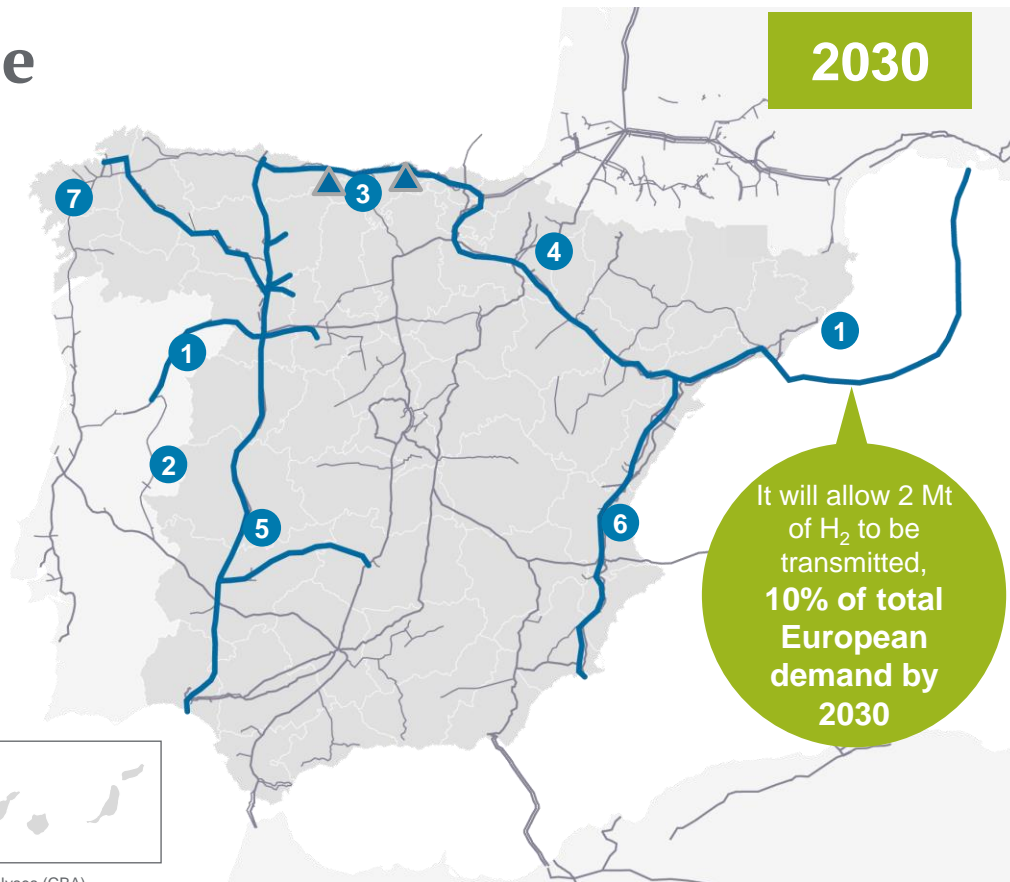 e
2030
7
3
4
1
1
2
5
6
It will allow 2 Mt
of H₂ to be
transmitted,
10% of total
European
demand by
2030